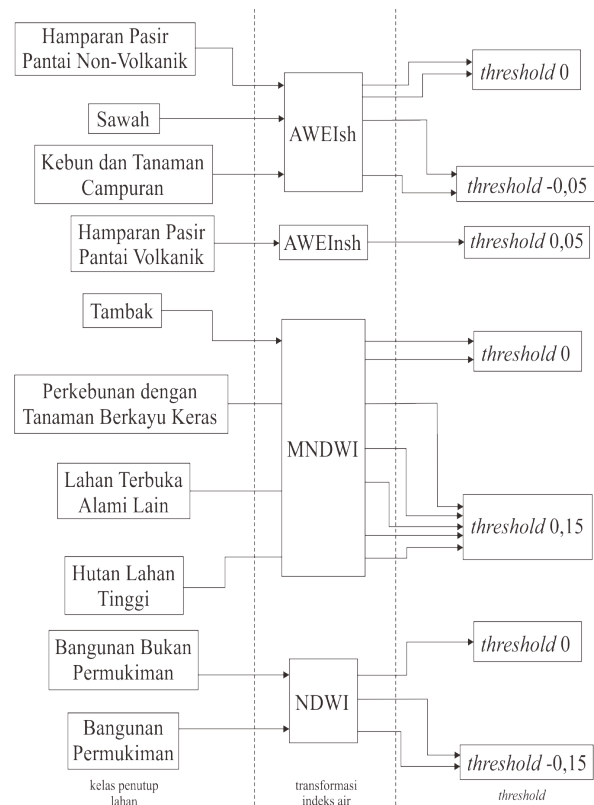 Hamparan Pasir
Pantai Non-Volkanik
Sawah
Kebun dan Tanaman
Campuran
Hamparan Pasir
Pantai Volkanik
Tambak
Perkebunan dengan
Tanaman Berkayu Keras
Lahan Terbuka
Alami Lain
Hutan Lahan
Tinggi
Bangunan Bukan
Permukiman
Bangunan
Permukiman
kelas penutup
lahan
AWEIsh
AWEInsh
MNDWI
NDWI
transformasi
indeks air
threshold 0
threshold -0,05
threshold 0,05
threshold 0
threshold 0,15
threshold 0
threshold -0,15
threshold